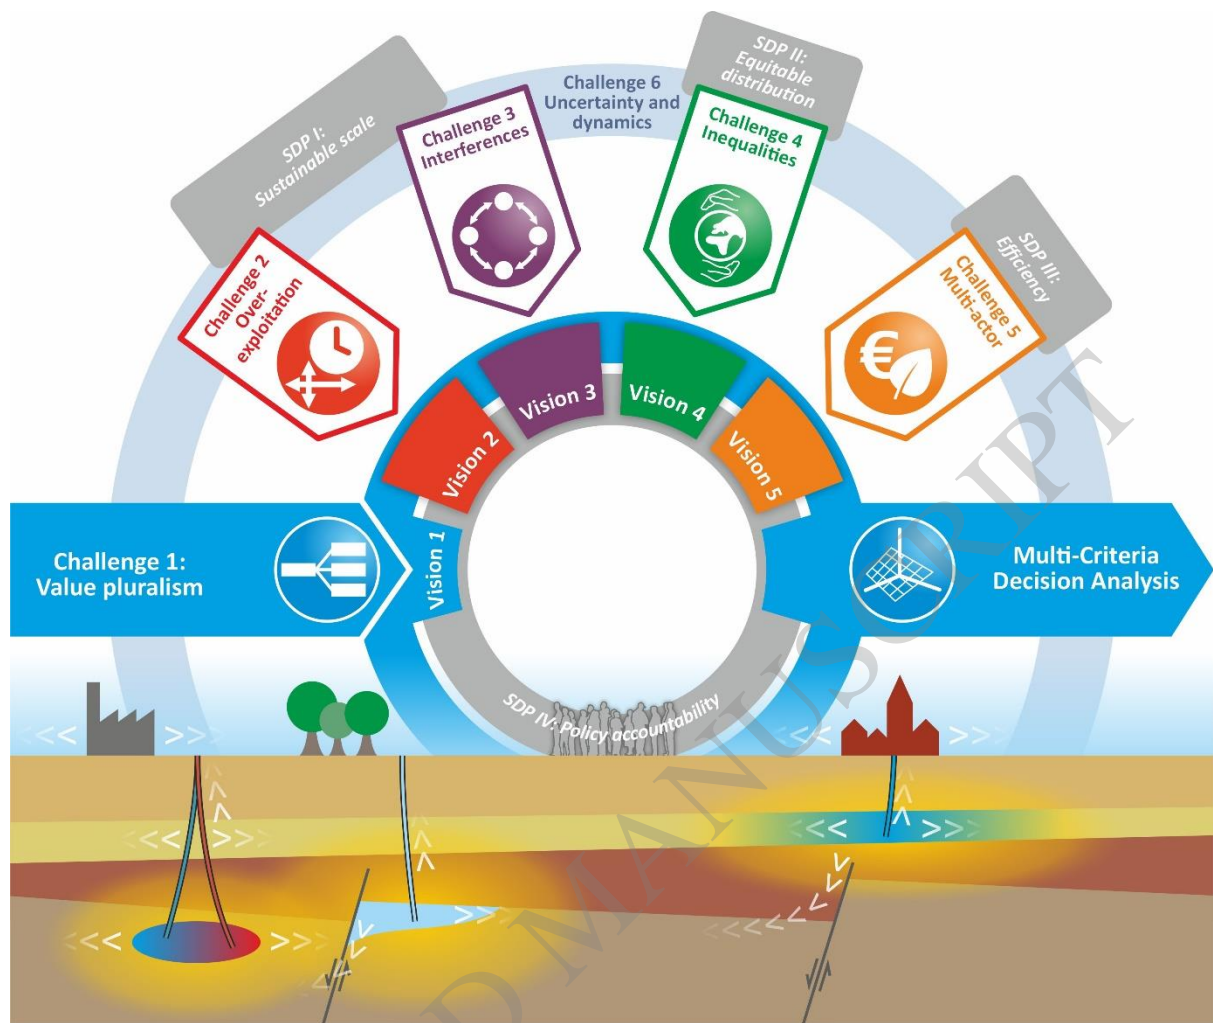 SDP I:
Sustainable scale
SDP II:
Equitable
distribution
Challenge 6
Uncertainty and
dynamics
Challenge 3
Interferences
Challenge 4
Inequalities
SDP III:
Efficiency
Challenge 2
Over-
exploitation
Challenge 5
Multi-actor
€
Vision 2
Vision 3
Vision 4
Vision 5
Challenge 1:
Value pluralism
Vision 1
Multi-Criteria
Decision Analysis
SDP IV: Policy accountability
D MANUSCRIPT